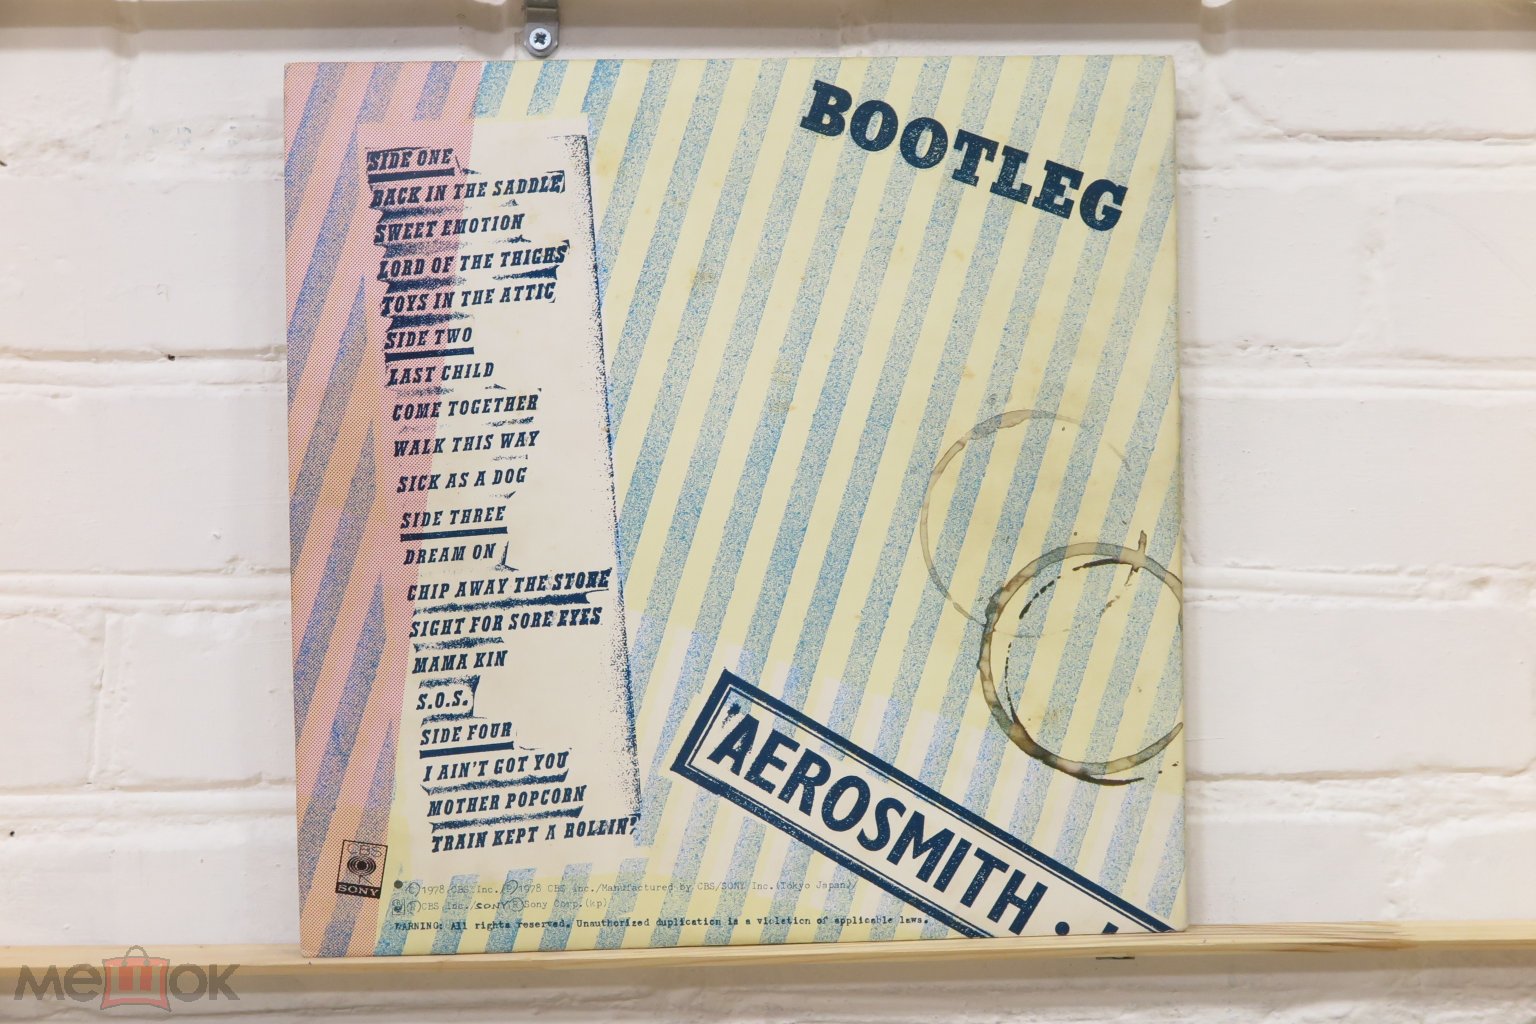 BOOTLEG
SIDE ONE
BACK IN THE SADDLE
SWEET EMOTION
LORD OF THE THIGHS
TOYS IN THE ATTIC
SIDE TWO
LAST CHILD
COME TOGETHER
WALK THIS WAY
SICK AS A DOG
SIDE THREE
DREAM ON
CHIP AWAY THE STONE
SIGHT FOR SORE EYES
MAMA KIN
S.O.S.
SIDE FOUR
I AIN'T GOT YOU
MOTHER POPCORN
TRAIN KEPT A ROLLIN'
AEROSMITH
CBS
SONY
Ⓒ1978 CBS Inc./Ⓟ1978 CBS Inc./Manufactured by CBS/SONY Inc.(Tokyo Japan)/
ⓇCBS Inc./SONYⓇSony Corp.
WARNING: All rights reserved. Unauthorized duplication is a violation of applicable laws.
мешок